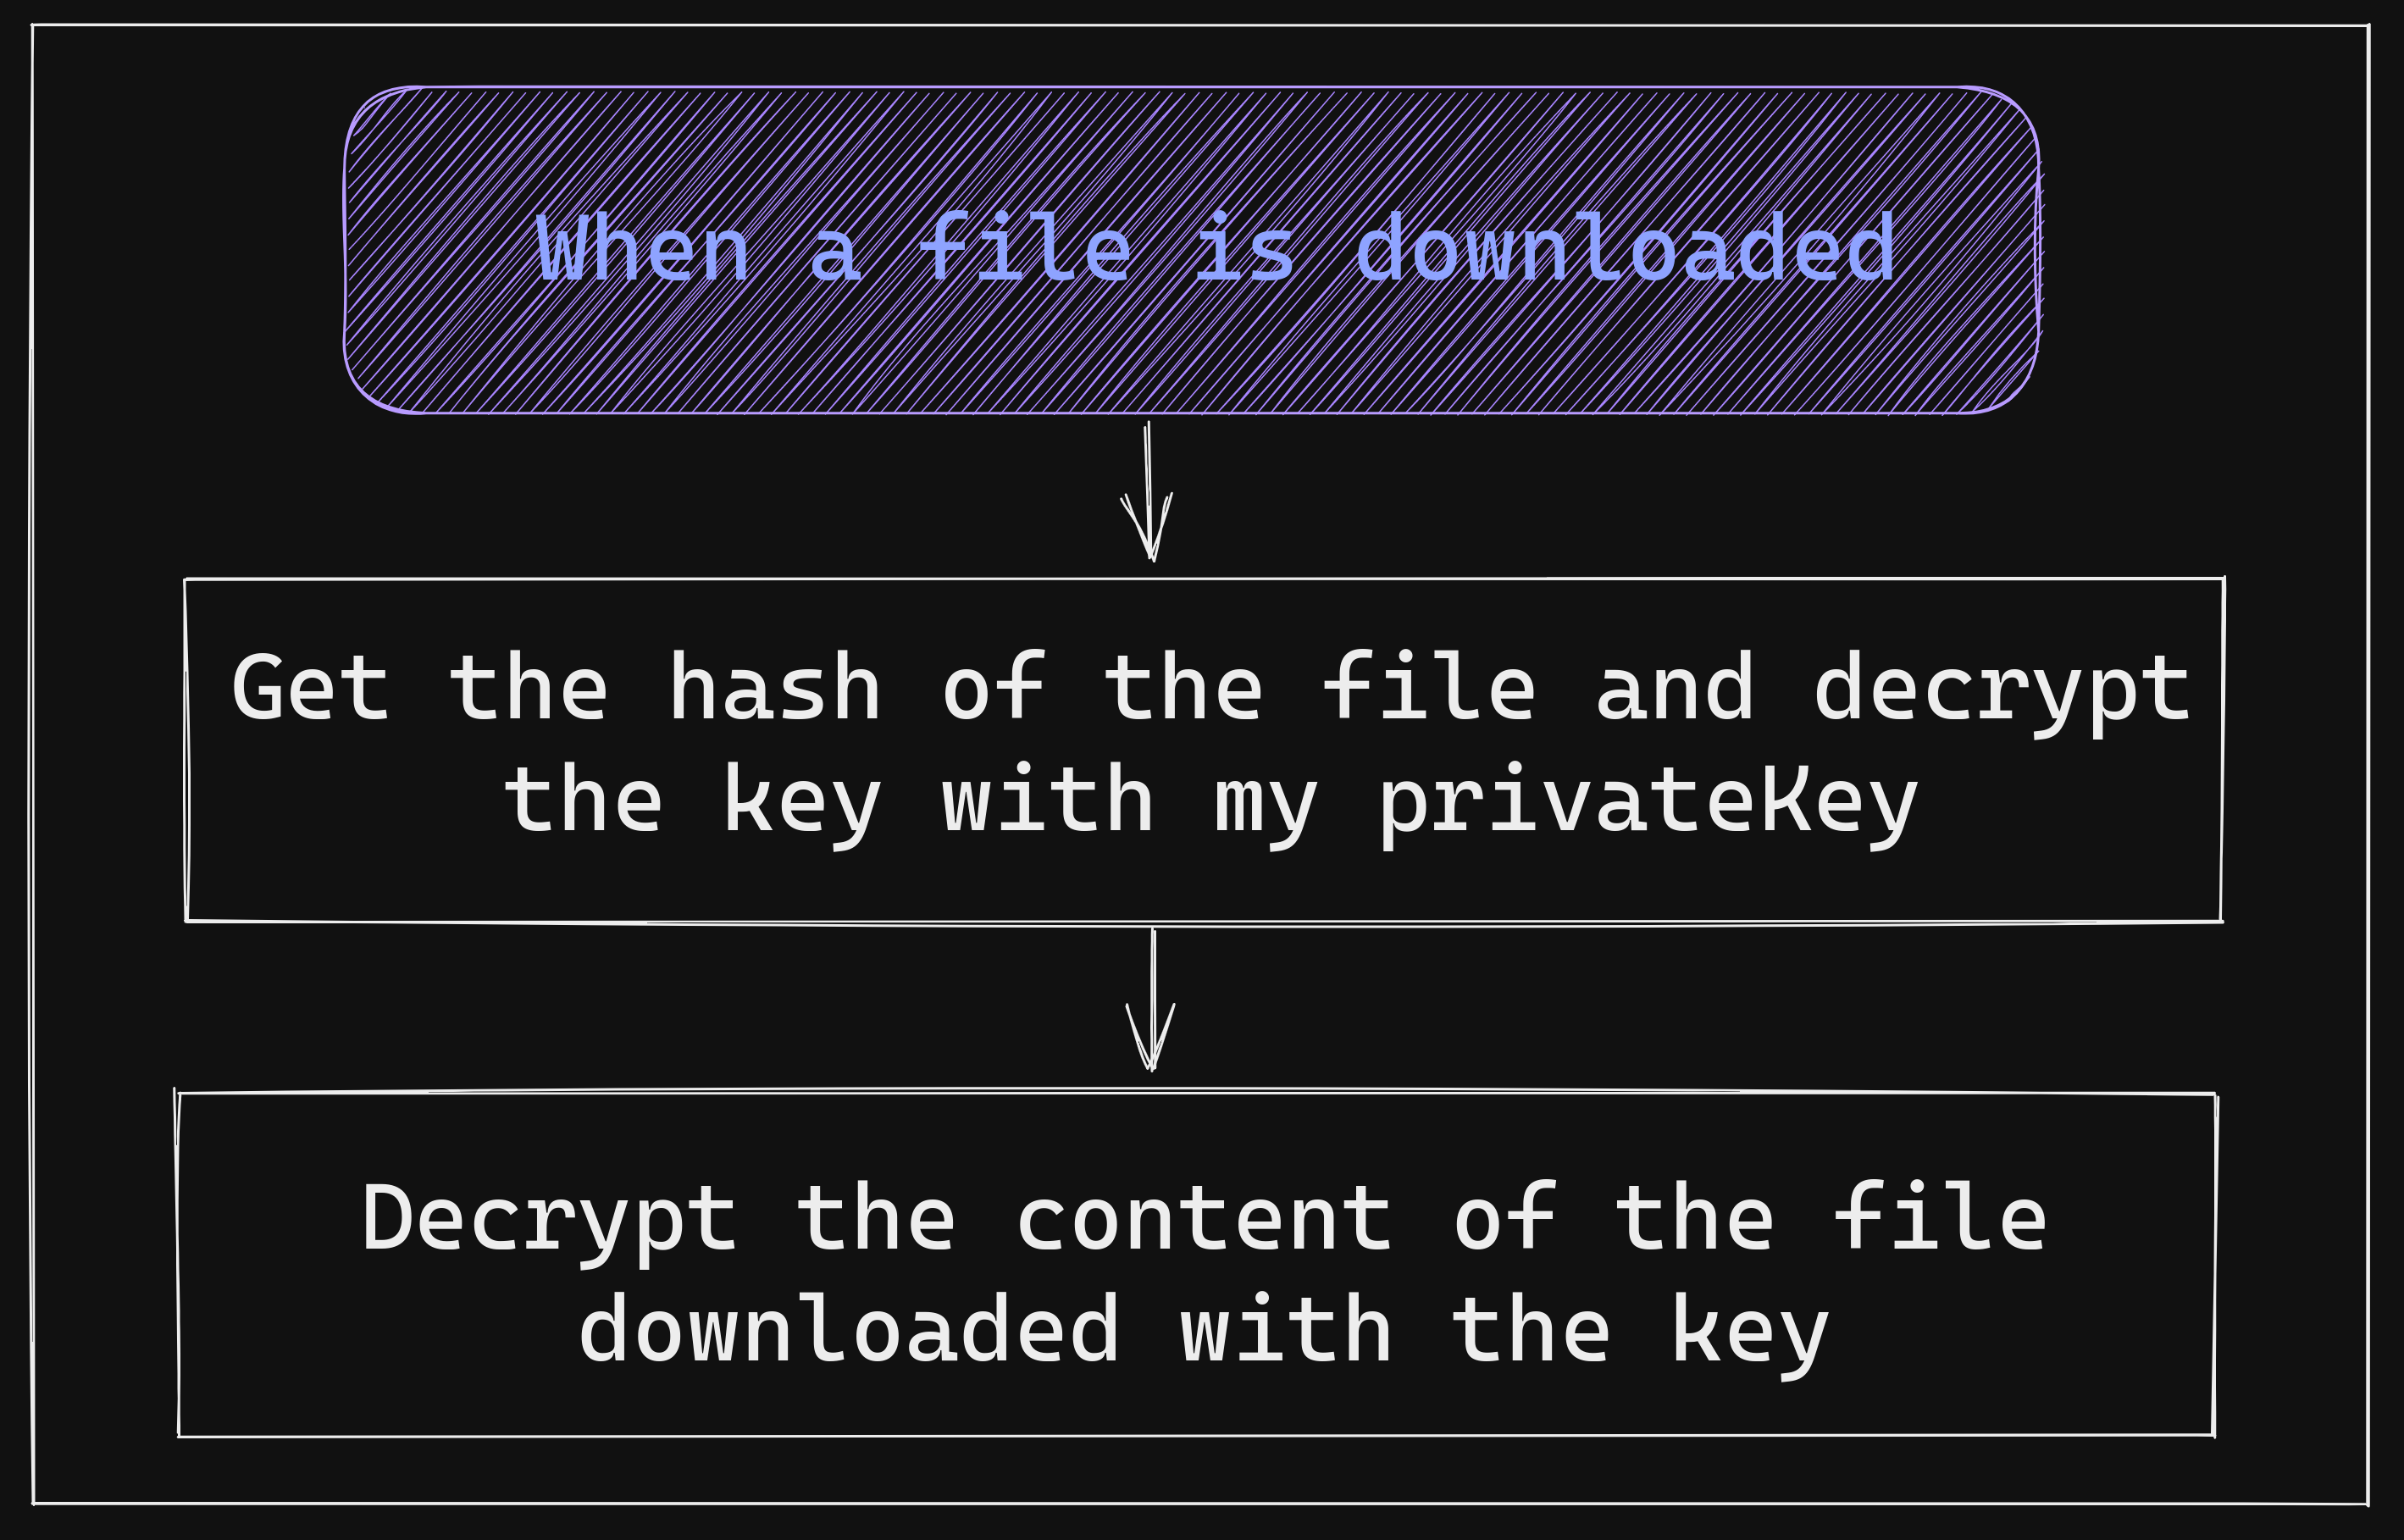 When a file is downloaded
Get the hash of the file and decrypt
the key with my privateKey
Decrypt the content of the file
downloaded with the key